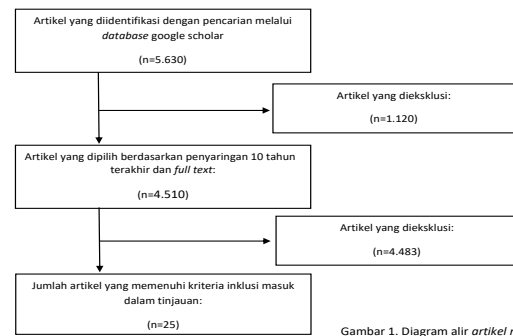 Artikel yang diidentifikasi dengan pencarian melalui
database google scholar
(n=5.630)
Artikel yang dieksklusi:
(n=1.120)
Artikel yang dipilih berdasarkan penyaringan 10 tahun
terakhir dan full text:
(n=4.510)
Artikel yang dieksklusi:
(n=4.483)
Jumlah artikel yang memenuhi kriteria inklusi masuk
dalam tinjauan:
(n=25)
Gambar 1. Diagram alir artikel